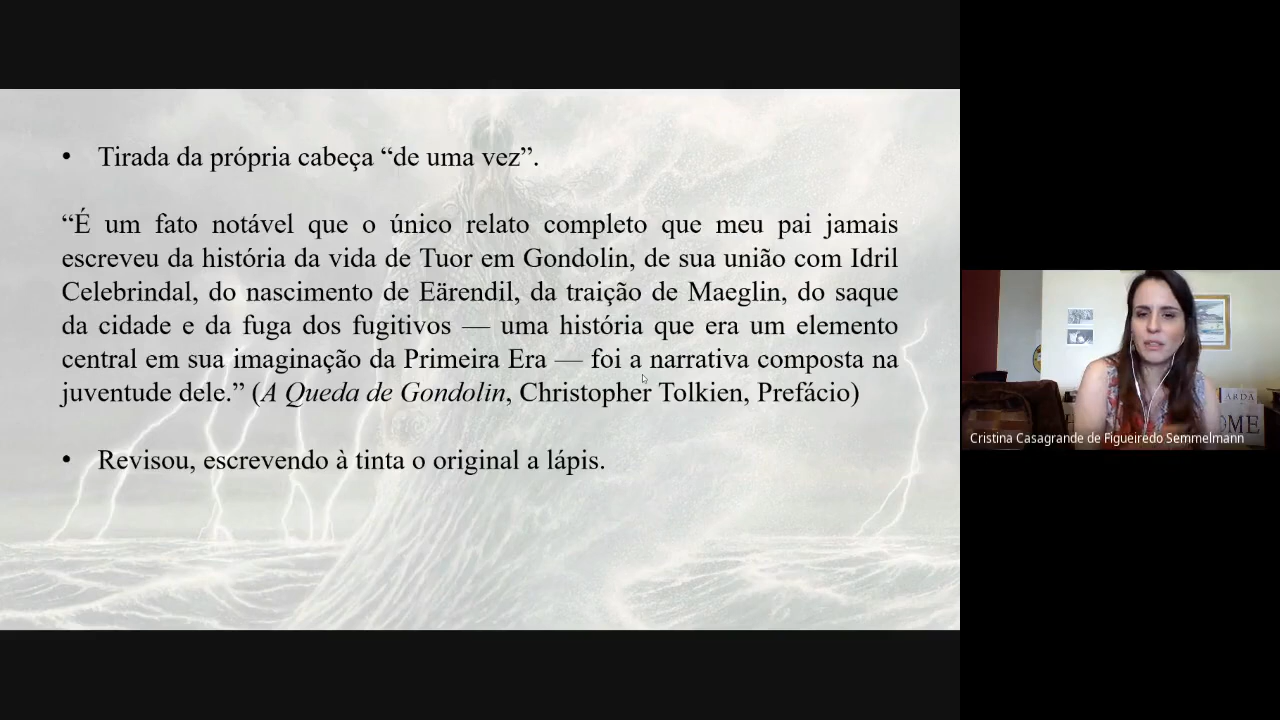 • Tirada da própria cabeça “de uma vez”.
“É um fato notável que o único relato completo que meu pai jamais
escreveu da história da vida de Tuor em Gondolin, de sua união com Idril
Celebrindal, do nascimento de Eärendil, da traição de Maeglin, do saque
da cidade e da fuga dos fugitivos — uma história que era um elemento
central em sua imaginação da Primeira Era — foi a narrativa composta na
juventude dele.” (A Queda de Gondolin, Christopher Tolkien, Prefácio)
• Revisou, escrevendo à tinta o original a lápis.
ARDA
OME
Cristina Casagrande de Figueiredo Semmelmann